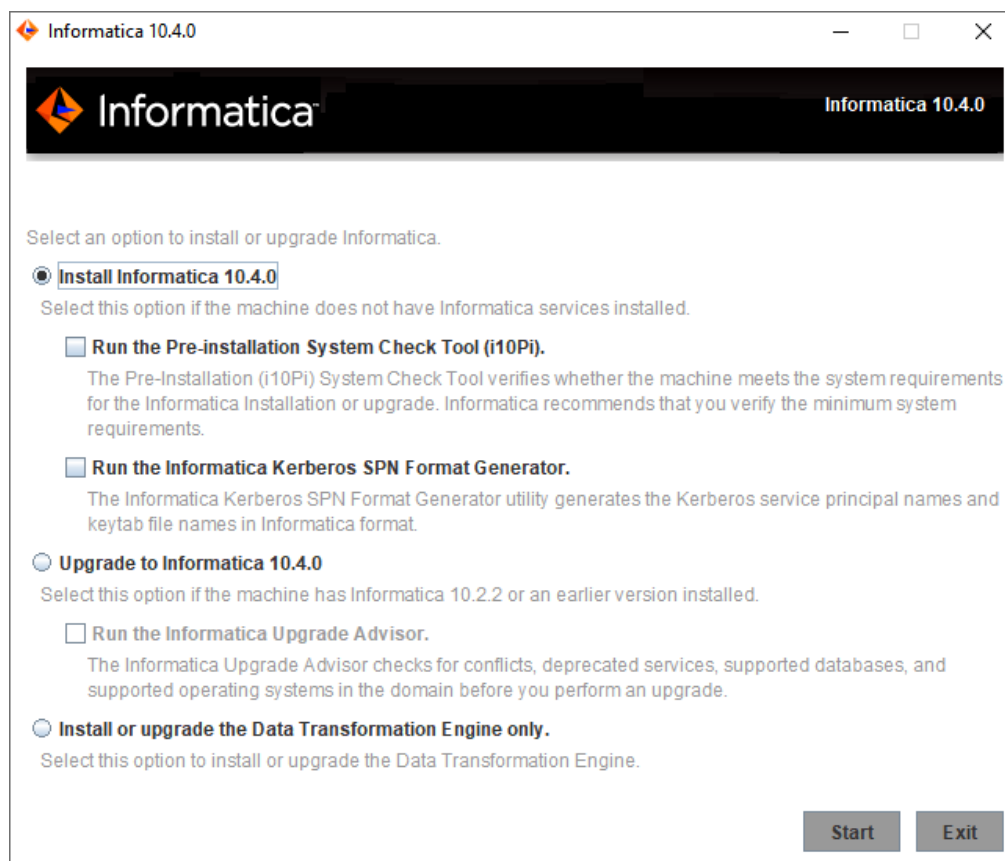 Informatica 10.4.0
Informatica
Informatica 10.4.0
Select an option to install or upgrade Informatica.
Install Informatica 10.4.0
Select this option if the machine does not have Informatica services installed.
Run the Pre-installation System Check Tool (i10Pi).
The Pre-Installation (i10Pi) System Check Tool verifies whether the machine meets the system requirements
for the Informatica Installation or upgrade. Informatica recommends that you verify the minimum system
requirements.
Run the Informatica Kerberos SPN Format Generator.
The Informatica Kerberos SPN Format Generator utility generates the Kerberos service principal names and
keytab file names in Informatica format.
Upgrade to Informatica 10.4.0
Select this option if the machine has Informatica 10.2.2 or an earlier version installed.
Run the Informatica Upgrade Advisor.
The Informatica Upgrade Advisor checks for conflicts, deprecated services, supported databases, and
supported operating systems in the domain before you perform an upgrade.
Install or upgrade the Data Transformation Engine only.
Select this option to install or upgrade the Data Transformation Engine.
Start Exit